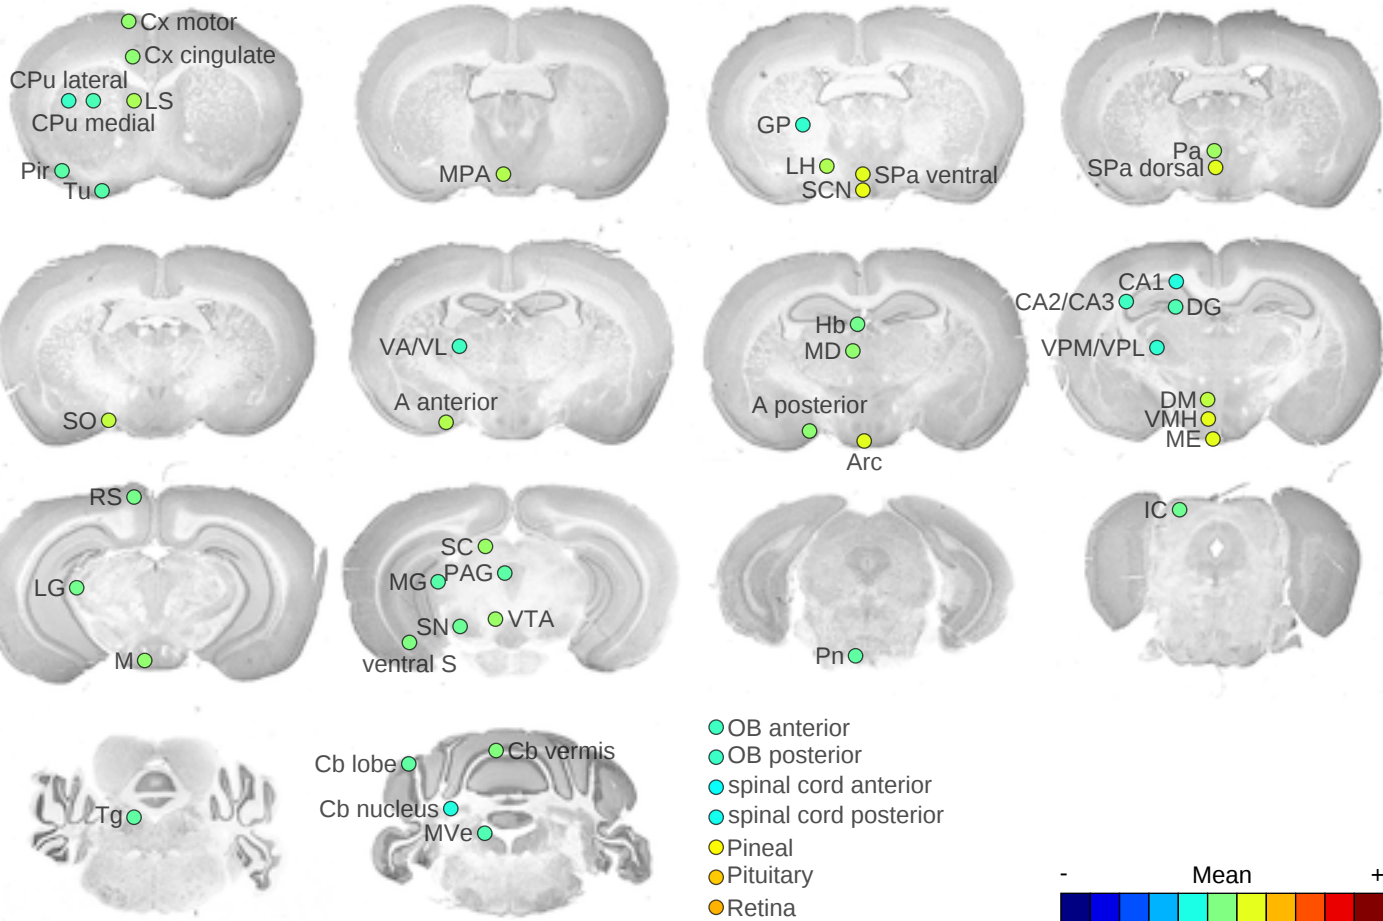 Cx motor
Cx cingulate
CPu lateral
LS
CPu medial
Pir
Tu
MPA
GP
LH
SPa ventral
SCN
Pa
SPa dorsal
SO
VA/VL
A anterior
Hb
MD
A posterior
Arc
CA1
CA2/CA3
DG
VPM/VPL
DM
VMH
ME
RS
LG
M
SC
MG
PAG
SN
VTA
ventral S
Pn
IC
Tg
Cb lobe
Cb vermis
Cb nucleus
MVe
OB anterior
OB posterior
spinal cord anterior
spinal cord posterior
Pineal
Pituitary
Retina
- Mean +